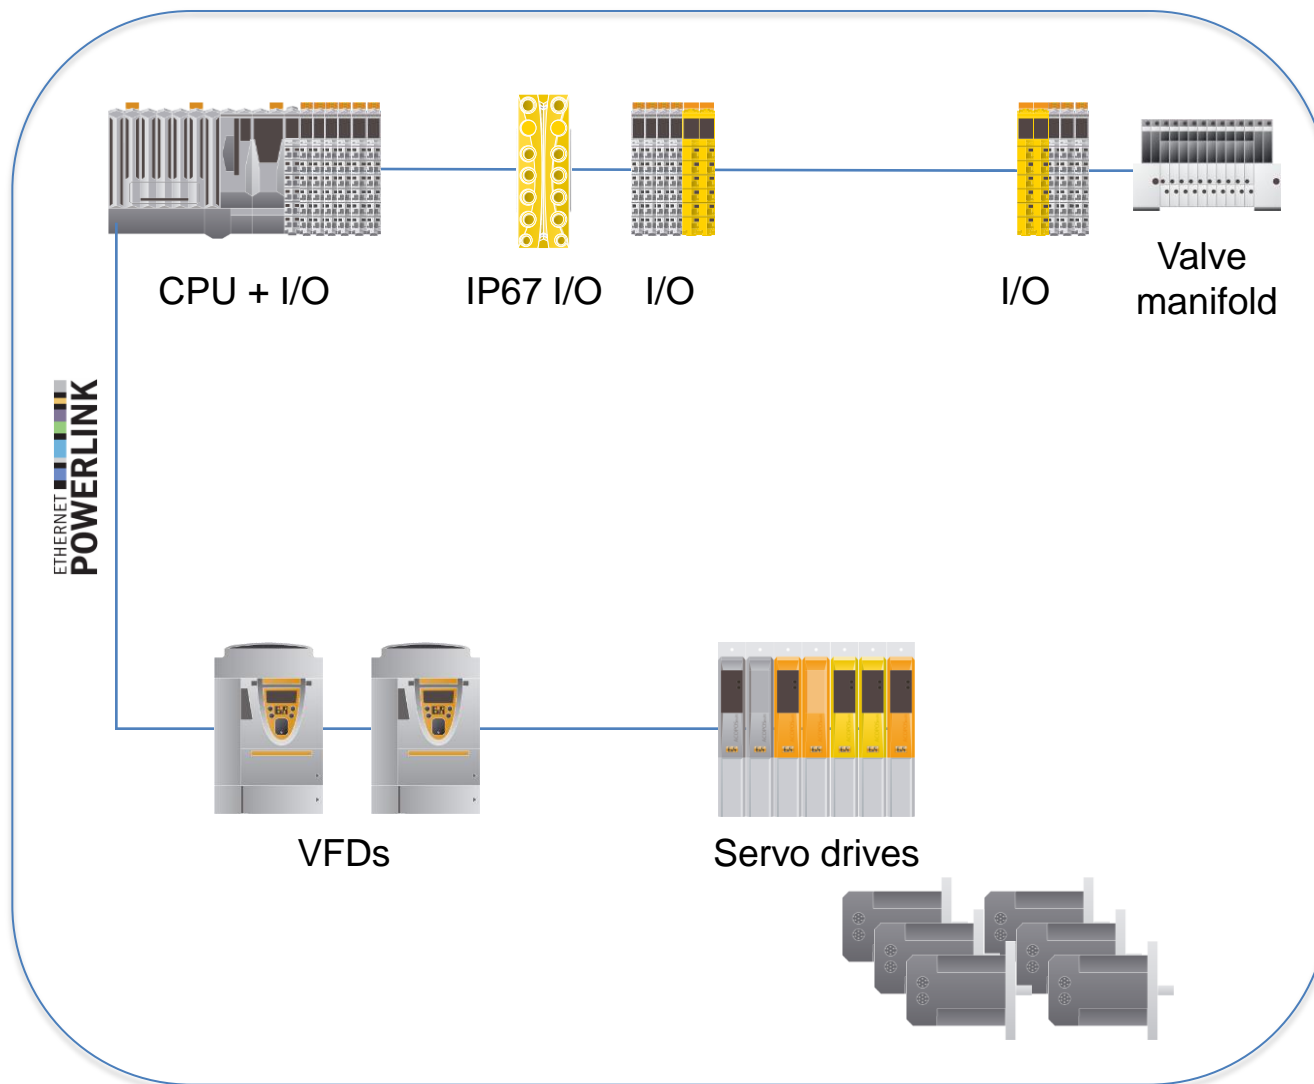 CPU + I/O
IP67 I/O
I/O
I/O
Valve
manifold
ETHERNET
POWERLINK
VFDs
Servo drives